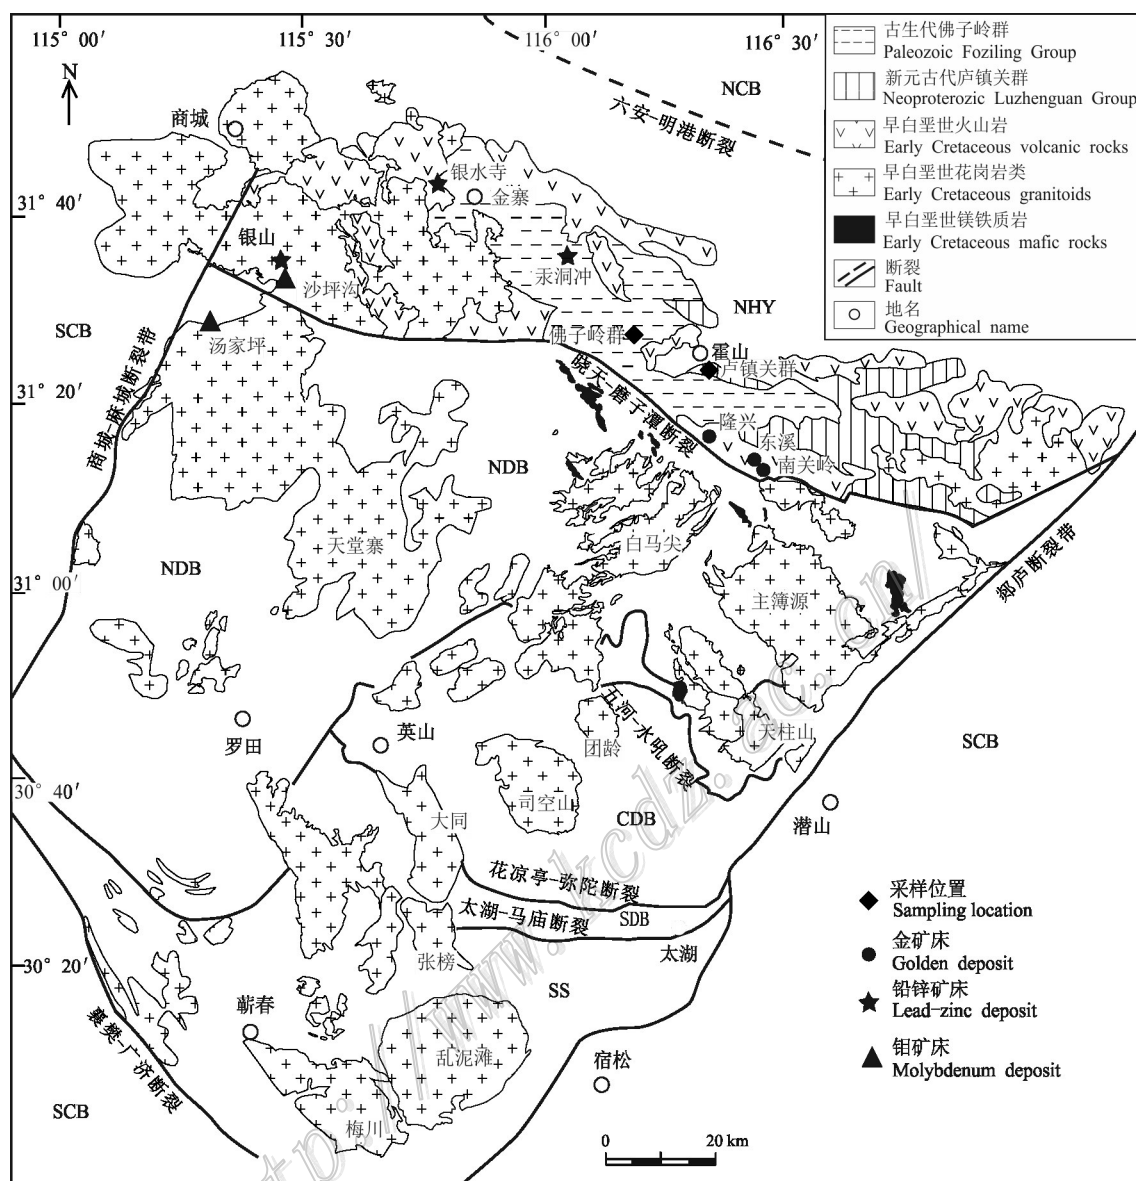 115° 00′
115° 30′
116° 00′
116° 30′
N
31° 40′
31° 20′
31° 00′
30° 40′
30° 20′
古生代佛子岭群
Paleozoic Foziling Group
新元古代庐镇关群
Neoproterozic Luzhenguan Group
早白垩世火山岩
Early Cretaceous volcanic rocks
早白垩世花岗岩类
Early Cretaceous granitoids
早白垩世镁铁质岩
Early Cretaceous mafic rocks
断裂
Fault
地名
Geographical name
NCB
六安-明港断裂
商城
银水寺
金寨
银山
沙坪沟
汞洞冲
NHY
SCB
汤家坪
佛子岭群
霍山
庐镇关群
商城-麻城断裂带
晓天-磨子潭断裂
隆兴
东溪
南关岭
NDB
天堂寨
白马尖
NDB
主簿源
郯庐断裂带
罗田
英山
团龄
五河-水吼断裂
天柱山
SCB
司空山
大同
CDB
潜山
花凉亭-弥陀断裂
太湖-马庙断裂
SDB
太湖
张榜
SS
蕲春
襄樊-广济断裂
乱泥滩
宿松
SCB
梅川
采样位置
Sampling location
金矿床
Golden deposit
铅锌矿床
Lead-zinc deposit
钼矿床
Molybdenum deposit
0
20 km
tp://www.kcdz.ac.cn/